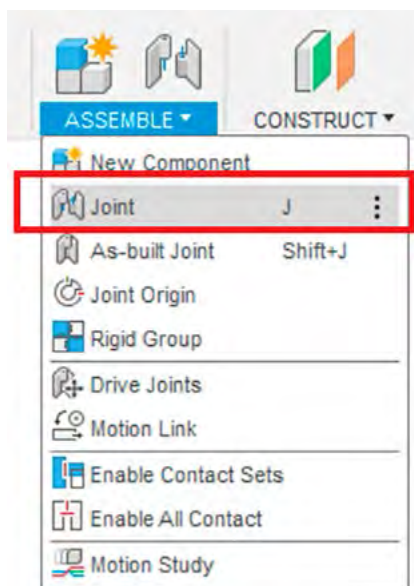 ASSEMBLE CONSTRUCT
New Component
Joint J
As-built Joint Shift+J
Joint Origin
Rigid Group
Drive Joints
Motion Link
Enable Contact Sets
Enable All Contact
Motion Study